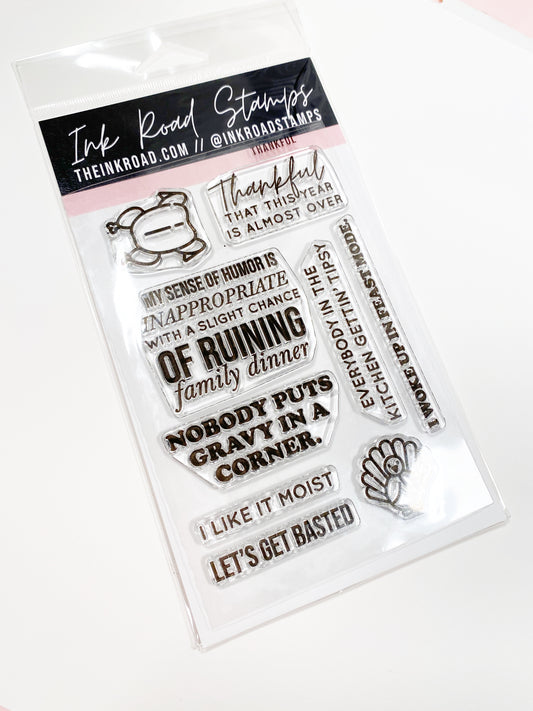 Ink Road Stamps
THEINKROAD.COM // @INKROADSTAMPS
THANKFUL
Thankful
THAT THIS YEAR
IS ALMOST OVER
MY SENSE OF HUMOR IS
INAPPROPRIATE
WITH A SLIGHT CHANCE
OF RUINING
family dinner
EVERYBODY IN THE
KITCHEN GETTIN' TIPSY
I WOKE UP IN FEAST MODE.
NOBODY PUTS
GRAVY IN A
CORNER.
I LIKE IT MOIST
LET'S GET BASTED